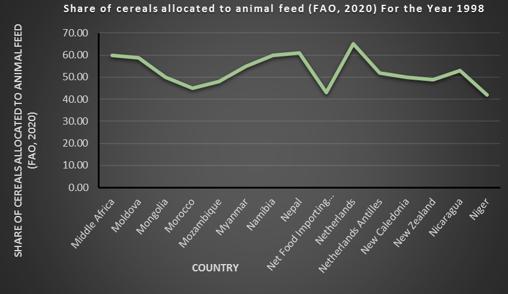 Share of cereals allocated to animal feed (FAO, 2020) For the Year 1998
SHARE OF CEREALS ALLOCATED TO ANIMAL FEED
(FAO, 2020)
70.00
60.00
50.00
40.00
30.00
20.00
10.00
0.00
Middle Africa
Moldova
Mongolia
Morocco
Mozambique
Myanmar
Namibia
Nepal
Net Food Importing...
Netherlands
Netherlands Antilles
New Caledonia
New Zealand
Nicaragua
Niger
COUNTRY